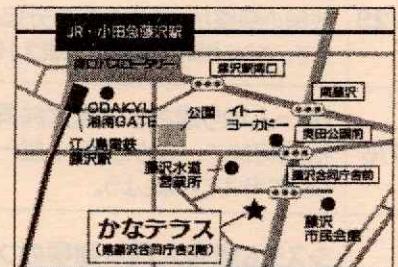 JR・小田急藤沢駅
南口バスロータリー
藤沢駅南口
南藤沢
ODAKYU
湘南GATE
公園
イトー
ヨーカドー
奥田公園前
江ノ島電鉄
藤沢駅
藤沢水道
営業所
藤沢合同庁舎前
かなテラス
(県藤沢合同庁舎2階)
藤沢
市民会館